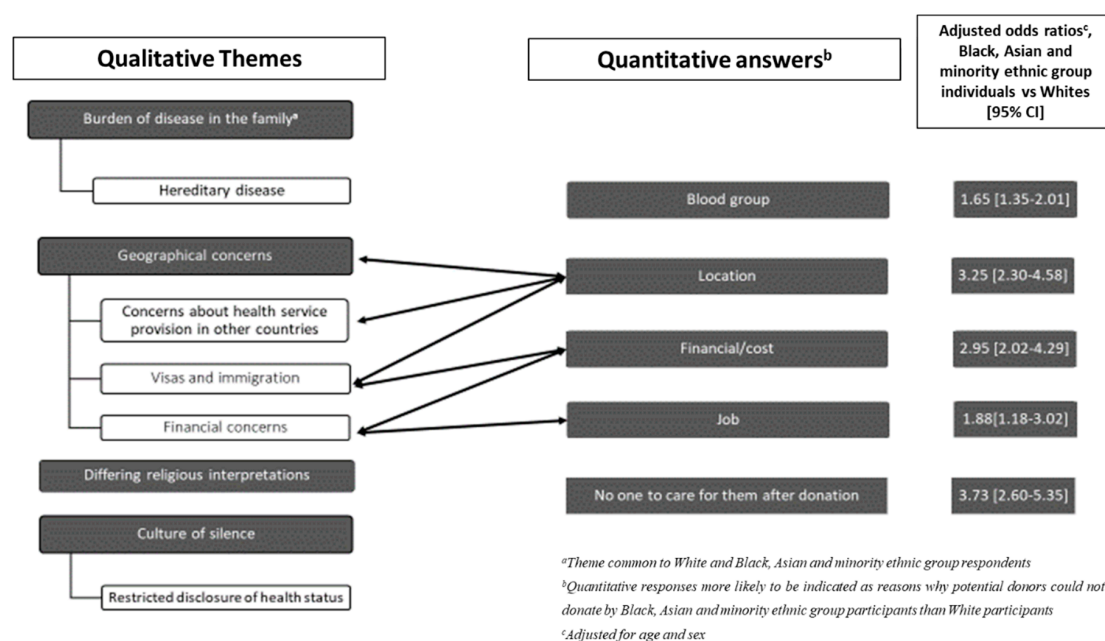 Qualitative Themes
Burden of disease in the familyᵃ
Hereditary disease
Geographical concerns
Concerns about health service
provision in other countries
Visas and immigration
Financial concerns
Differing religious interpretations
Culture of silence
Restricted disclosure of health status
Quantitative answersᵇ
Blood group
Location
Financial/cost
Job
No one to care for them after donation
Adjusted odds ratiosᶜ,
Black, Asian and
minority ethnic group
individuals vs Whites
[95% CI]
1.65 [1.35-2.01]
3.25 [2.30-4.58]
2.95 [2.02-4.29]
1.88[1.18-3.02]
3.73 [2.60-5.35]
ᵃTheme common to White and Black, Asian and minority ethnic group respondents
ᵇQuantitative responses more likely to be indicated as reasons why potential donors could not
donate by Black, Asian and minority ethnic group participants than White participants
ᶜAdjusted for age and sex